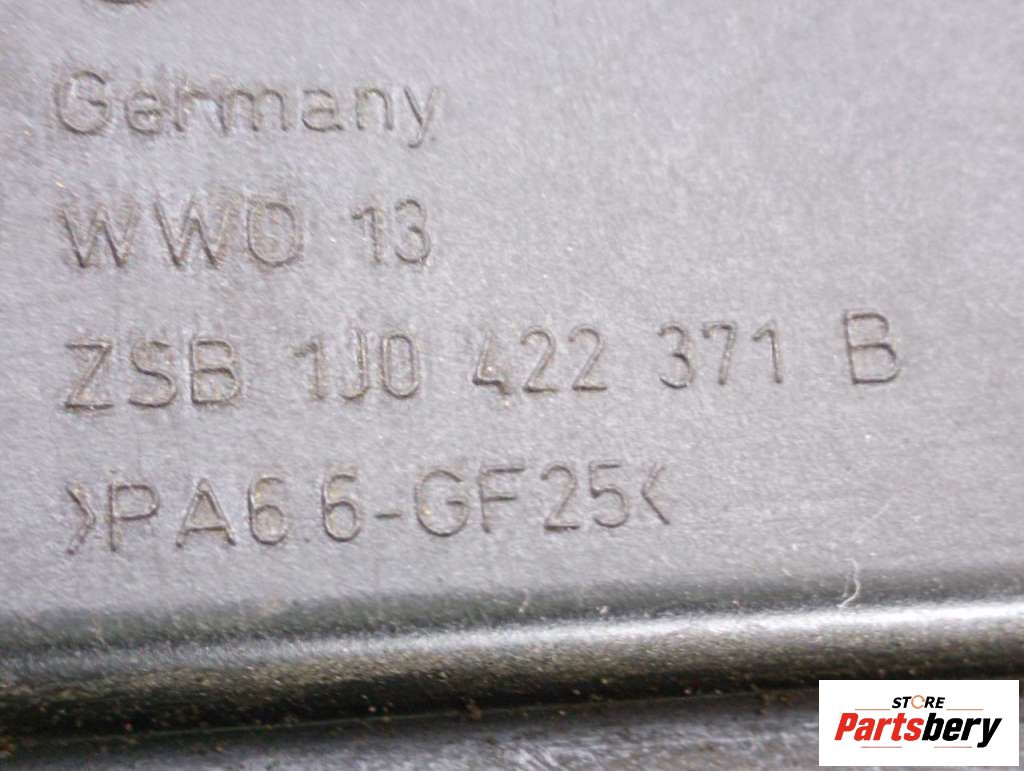 Germany
WWO 13
ZSB 1J0 422 371 B
>PA6.6-GF25<
STORE
Partsbery